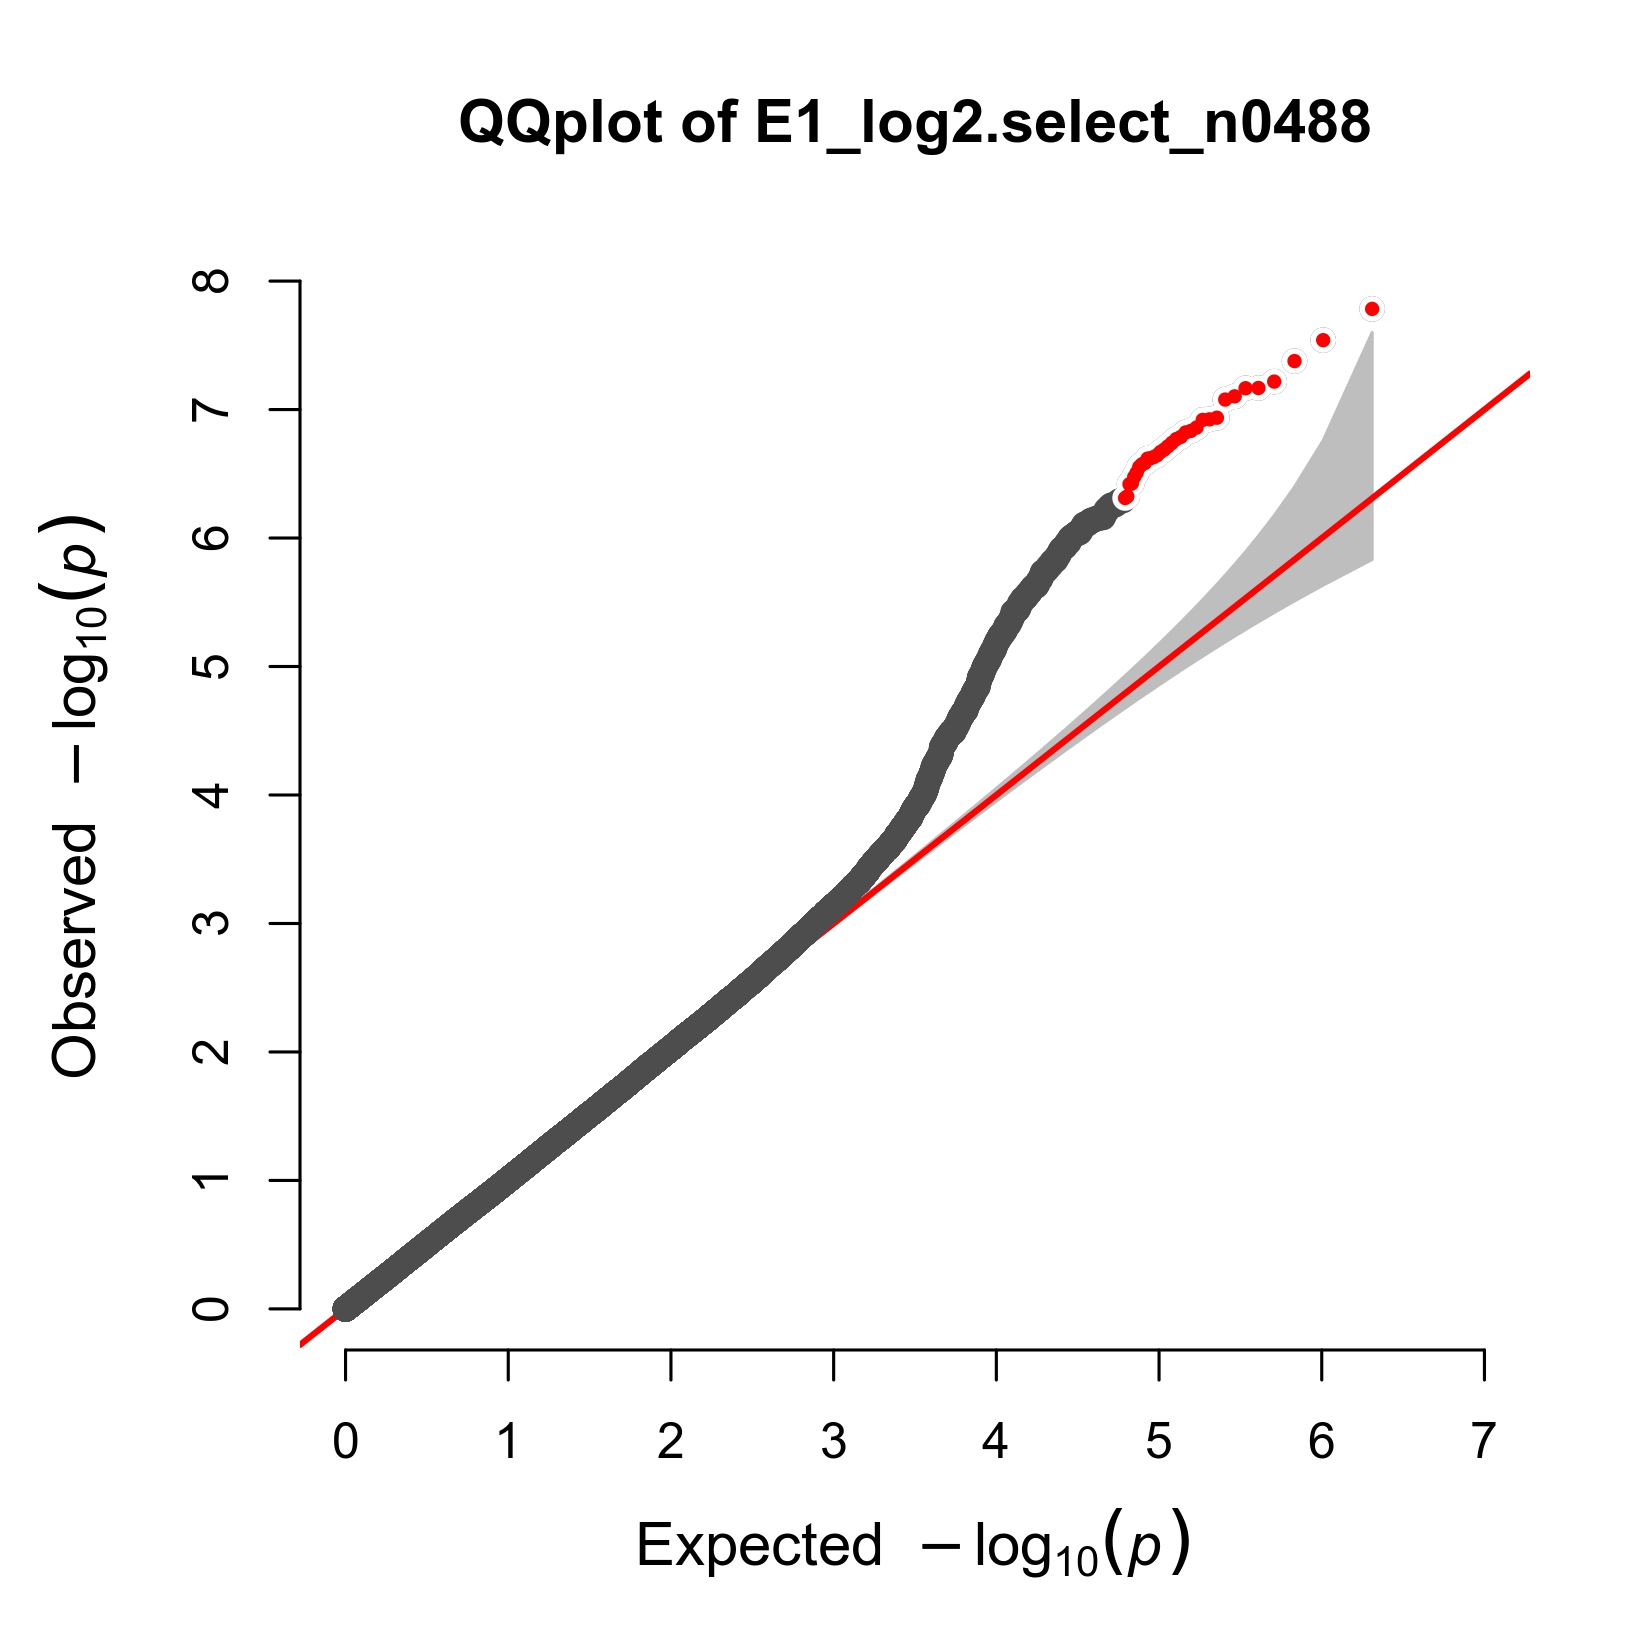 QQplot of E1_log2.select_n0488
8
7
6
5
4
3
2
1
0
Observed −log₁₀(p)
0 1 2 3 4 5 6 7
Expected −log₁₀(p)